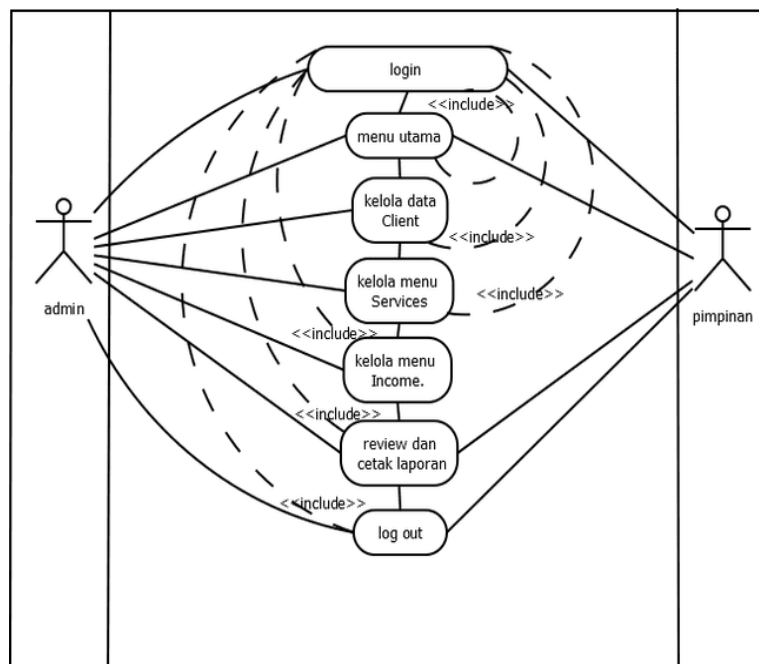 login
<<include>>
menu utama
kelola data
Client
<<include>>
kelola menu
Services
<<include>>
admin
pimpinan
<<include>>
kelola menu
Income.
<<include>>
review dan
cetak laporan
<<include>>
log out